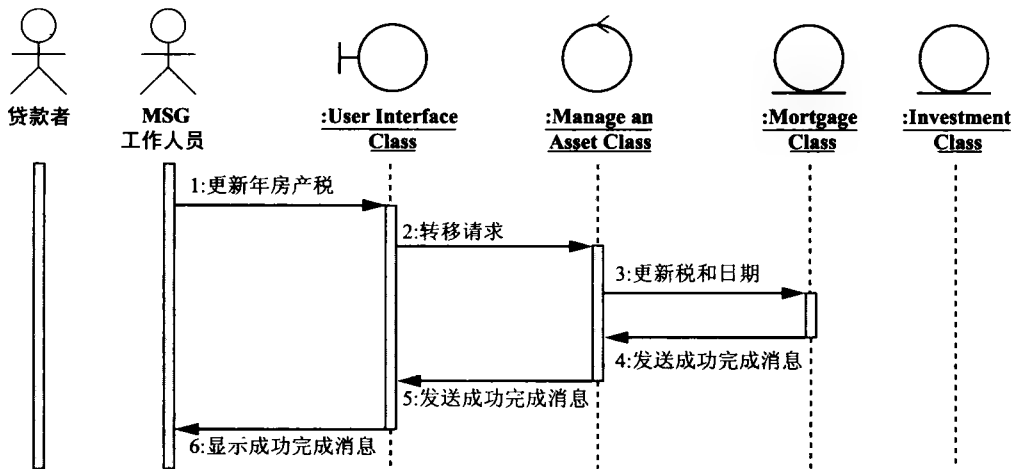 贷款者
MSG
工作人员
:User Interface
Class
:Manage an
Asset Class
:Mortgage
Class
:Investment
Class
1:更新年房产税
2:转移请求
3:更新税和日期
4:发送成功完成消息
5:发送成功完成消息
6:显示成功完成消息